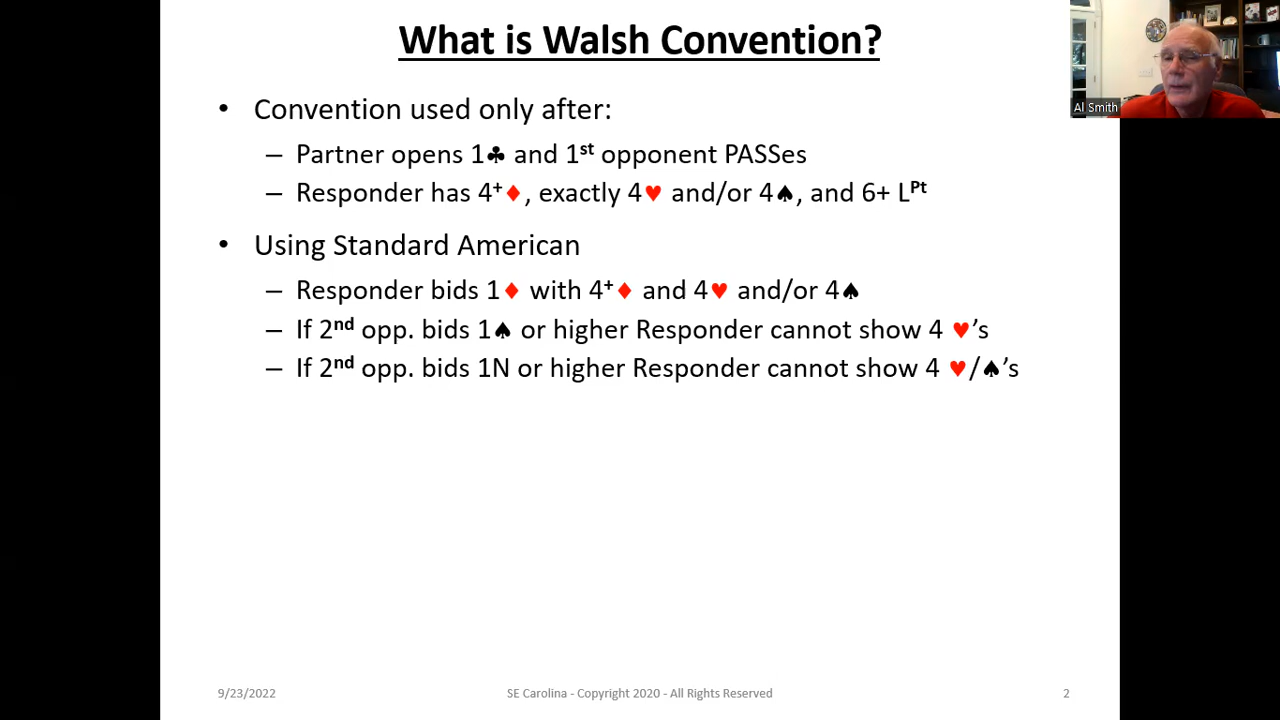 What is Walsh Convention?
Al Smith
• Convention used only after:
– Partner opens 1♣ and 1st opponent PASSes
– Responder has 4+♦, exactly 4♥ and/or 4♠, and 6+ LPt
• Using Standard American
– Responder bids 1♦ with 4+♦ and 4♥ and/or 4♠
– If 2nd opp. bids 1♠ or higher Responder cannot show 4 ♥'s
– If 2nd opp. bids 1N or higher Responder cannot show 4 ♥/♠'s
9/23/2022
SE Carolina - Copyright 2020 - All Rights Reserved
2